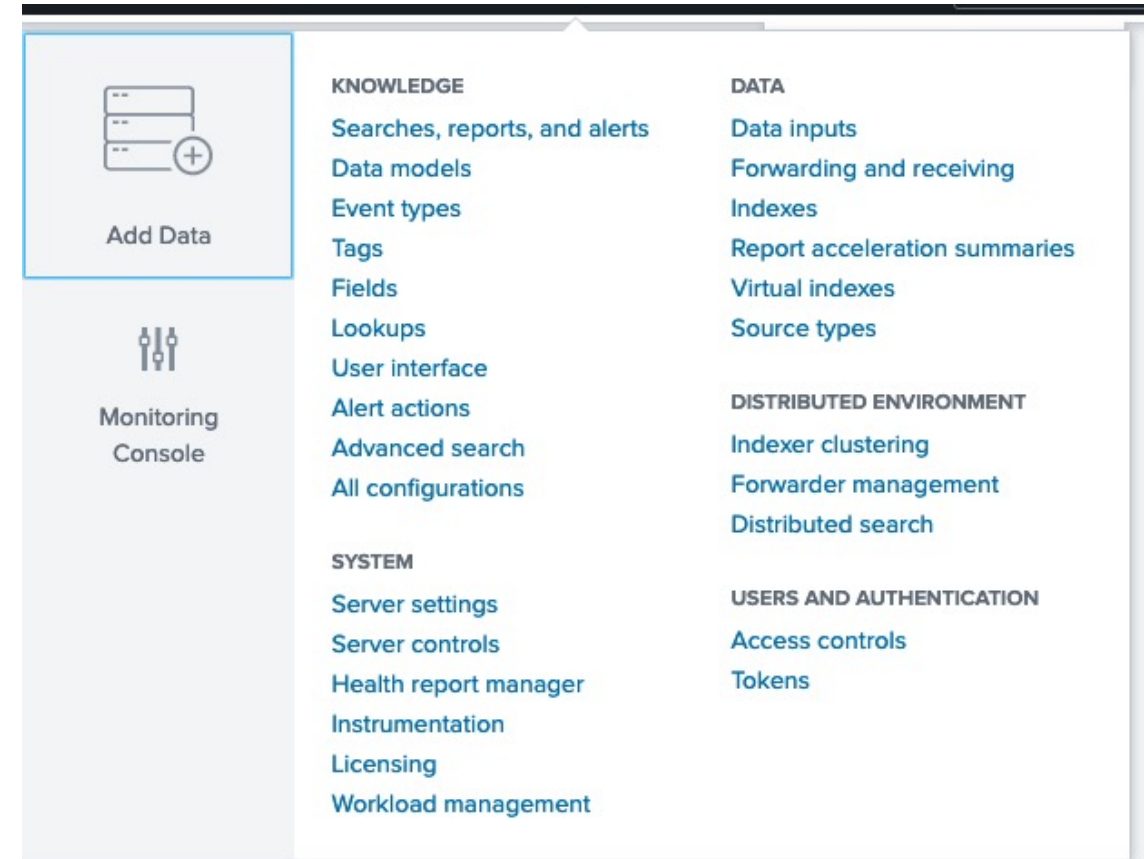 Add Data
Monitoring
Console
KNOWLEDGE
Searches, reports, and alerts
Data models
Event types
Tags
Fields
Lookups
User interface
Alert actions
Advanced search
All configurations
SYSTEM
Server settings
Server controls
Health report manager
Instrumentation
Licensing
Workload management
DATA
Data inputs
Forwarding and receiving
Indexes
Report acceleration summaries
Virtual indexes
Source types
DISTRIBUTED ENVIRONMENT
Indexer clustering
Forwarder management
Distributed search
USERS AND AUTHENTICATION
Access controls
Tokens